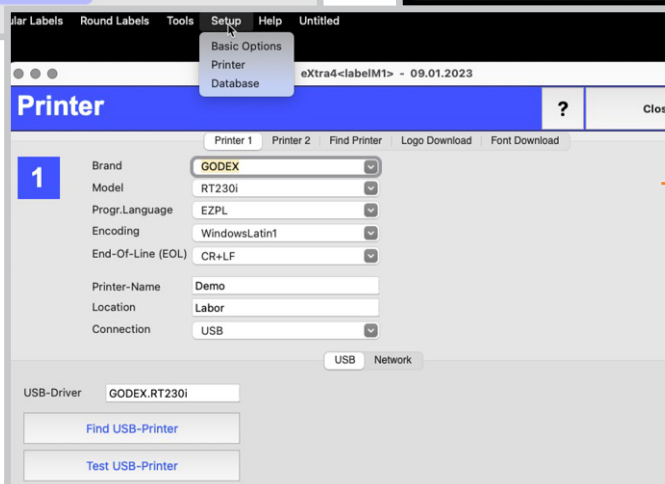 ular Labels Round Labels Tools Setup Help Untitled
Basic Options
Printer
Database
eXtra4<labelM1> - 09.01.2023
Printer ? Clos
Printer 1 Printer 2 Find Printer Logo Download Font Download
1
Brand GODEX
Model RT230i
Progr.Language EZPL
Encoding WindowsLatin1
End-Of-Line (EOL) CR+LF
Printer-Name Demo
Location Labor
Connection USB
USB Network
USB-Driver GODEX.RT230i
Find USB-Printer
Test USB-Printer